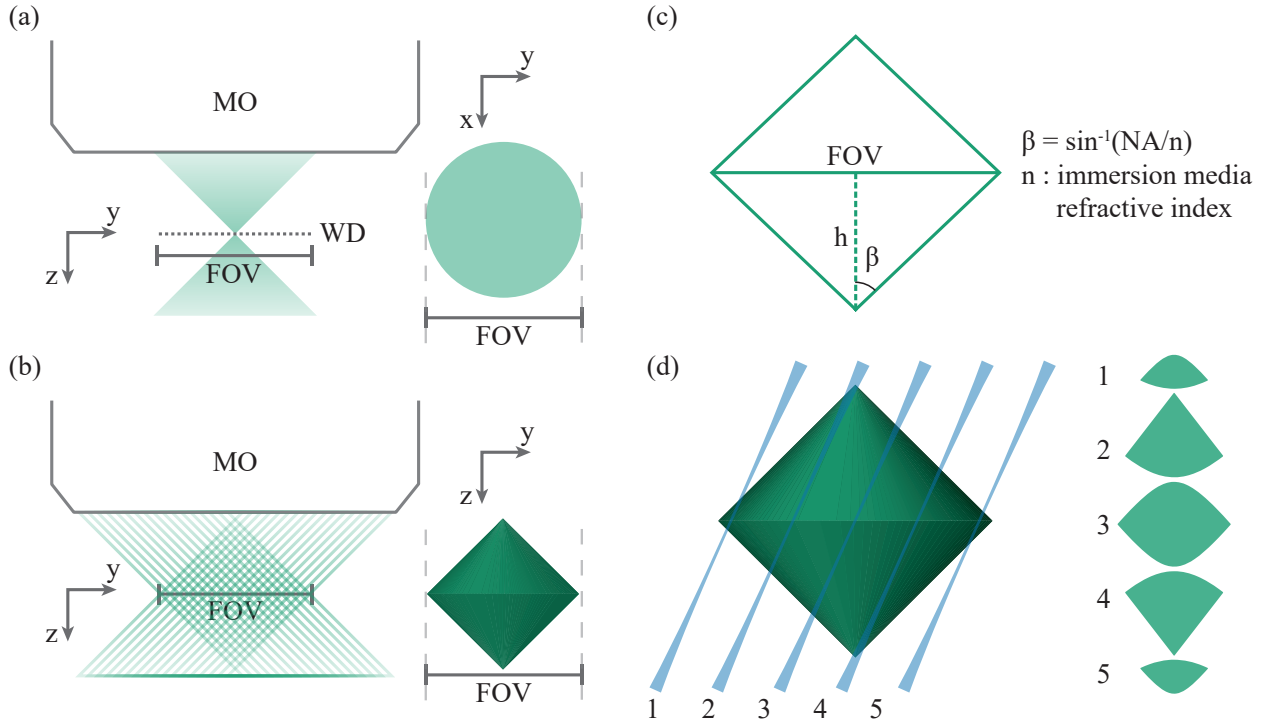 (a)
MO
y
x
y
z
WD
FOV
FOV
(b)
MO
y
z
y
z
FOV
FOV
(c)
FOV
h
β
β = sin⁻¹(NA/n)
n : immersion media
refractive index
(d)
1
2
3
4
5
1
2
3
4
5